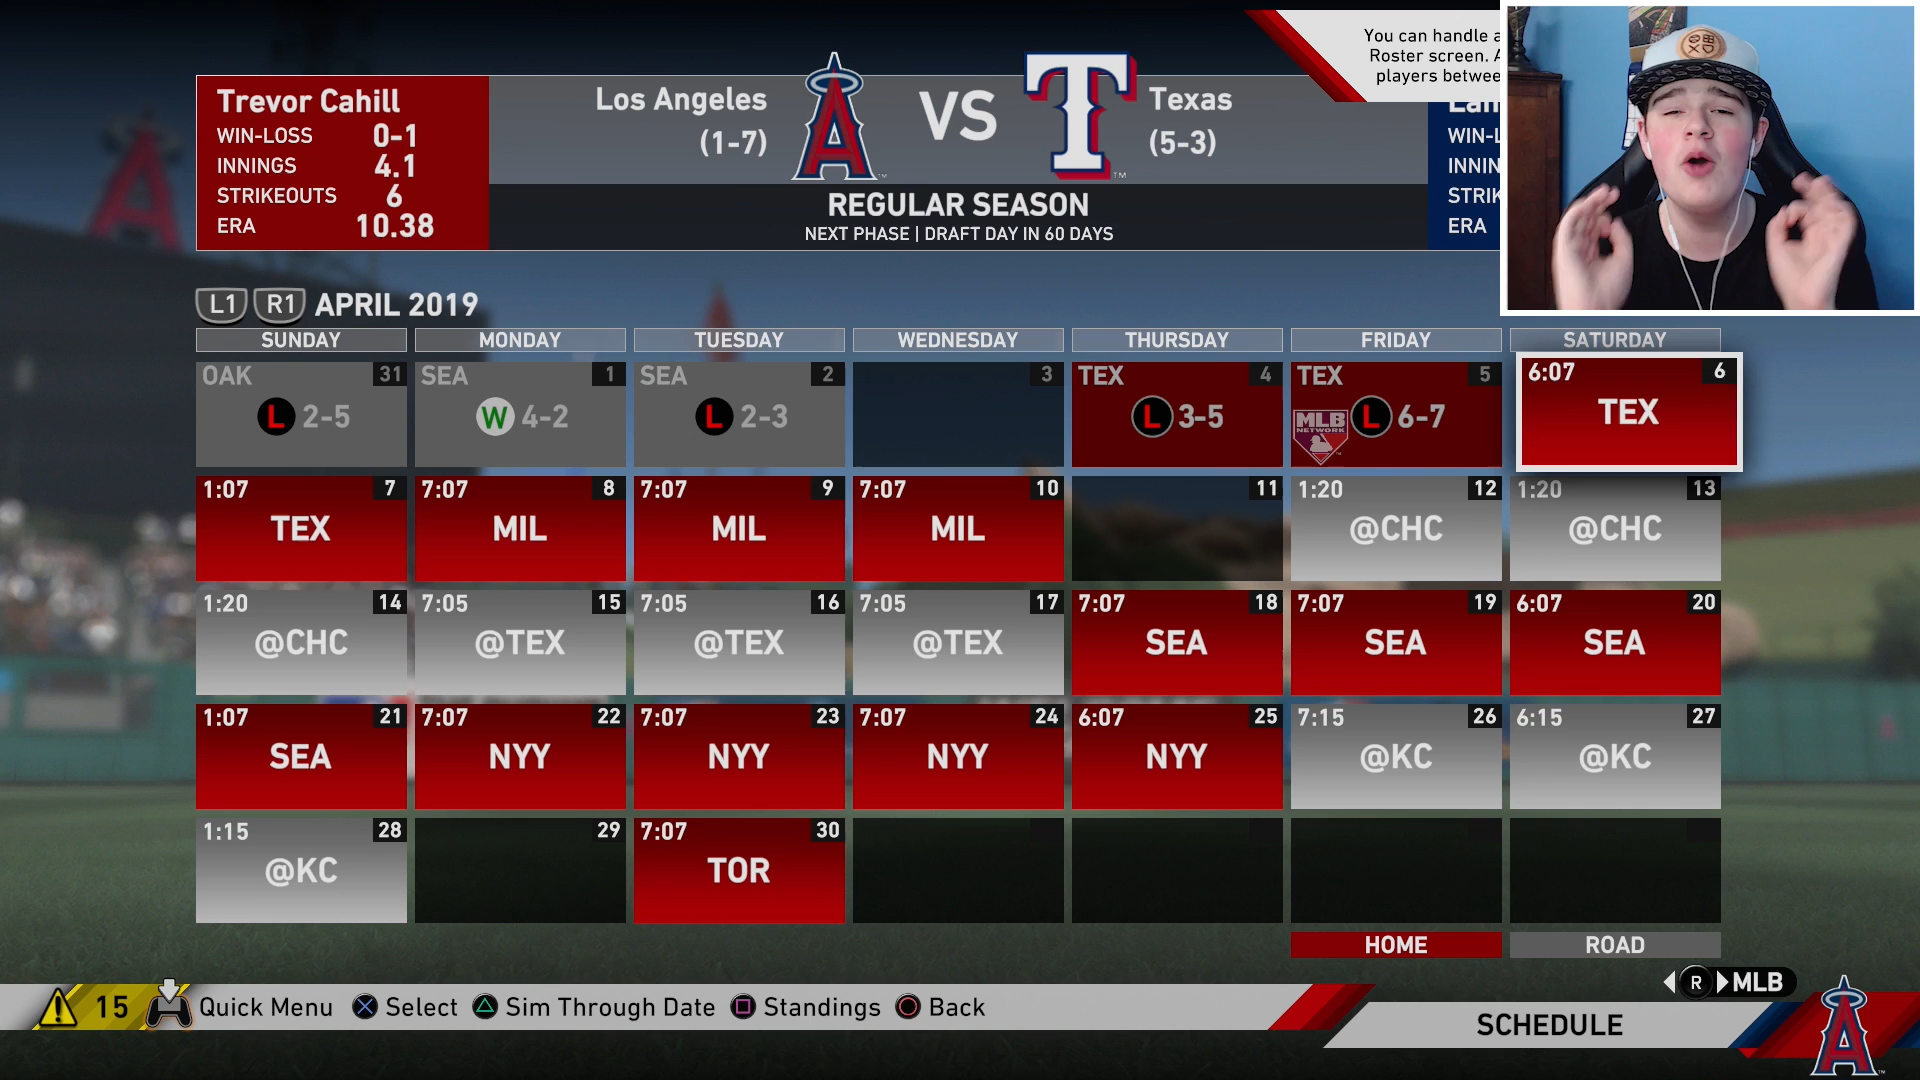 You can handle a
Roster screen. A
players betwee
Trevor Cahill
WIN-LOSS 0-1
INNINGS 4.1
STRIKEOUTS 6
ERA 10.38
Los Angeles
(1-7)
VS
Texas
(5-3)
REGULAR SEASON
NEXT PHASE | DRAFT DAY IN 60 DAYS
WIN-L
INNIN
STRIK
ERA
L1 R1 APRIL 2019
SUNDAY MONDAY TUESDAY WEDNESDAY THURSDAY FRIDAY SATURDAY
OAK 31 SEA 1 SEA 2 3 TEX 4 TEX 5 6:07 6
L 2-5 W 4-2 L 2-3 L 3-5 MLB NETWORK L 6-7 TEX
1:07 7 7:07 8 7:07 9 7:07 10 11 1:20 12 1:20 13
TEX MIL MIL MIL @CHC @CHC
1:20 14 7:05 15 7:05 16 7:05 17 7:07 18 7:07 19 6:07 20
@CHC @TEX @TEX @TEX SEA SEA SEA
1:07 21 7:07 22 7:07 23 7:07 24 6:07 25 7:15 26 6:15 27
SEA NYY NYY NYY NYY @KC @KC
1:15 28 29 7:07 30
@KC TOR
HOME ROAD
R MLB
15 Quick Menu Select Sim Through Date Standings Back
SCHEDULE